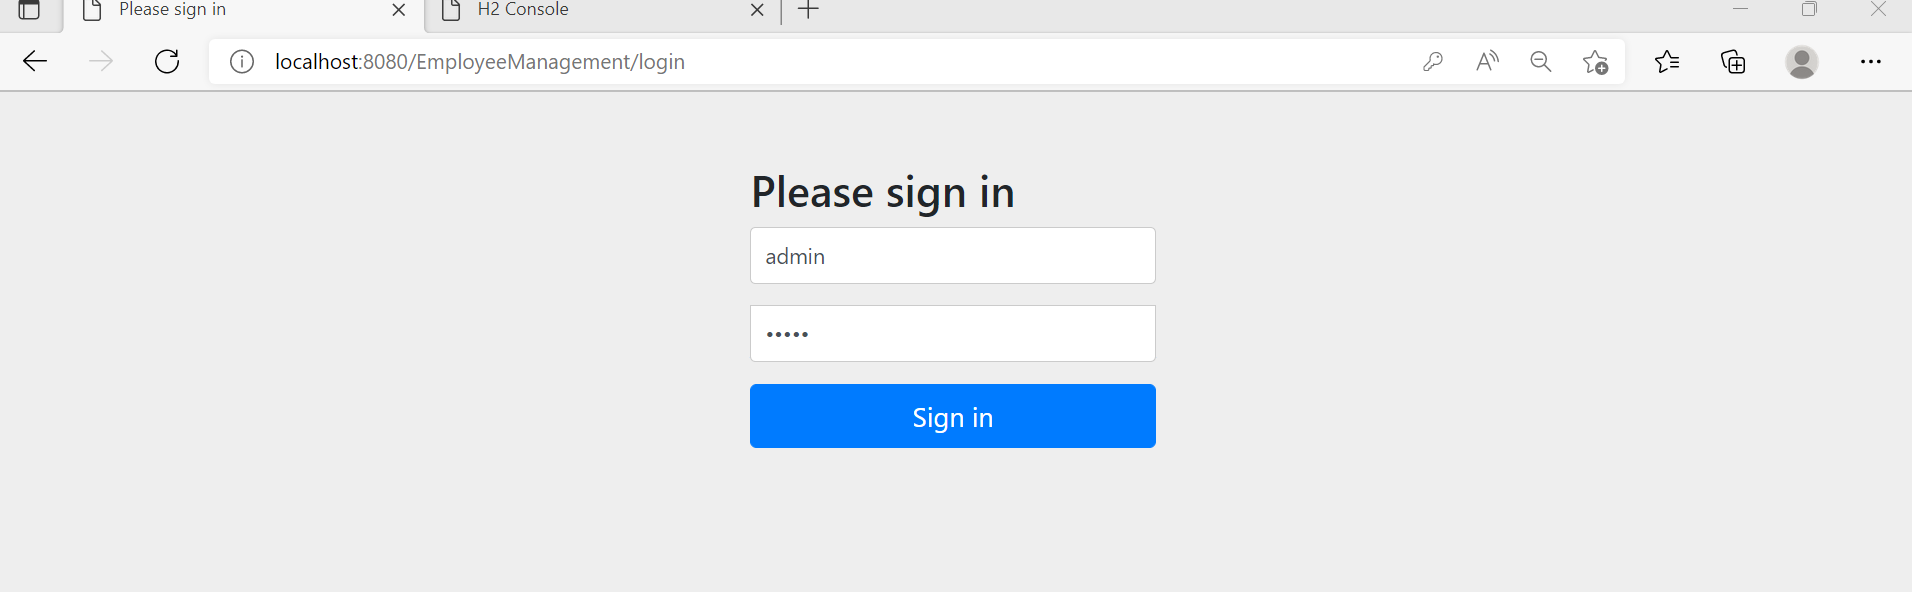 Please sign in
H2 Console
localhost:8080/EmployeeManagement/login
Please sign in
admin
•••••
Sign in